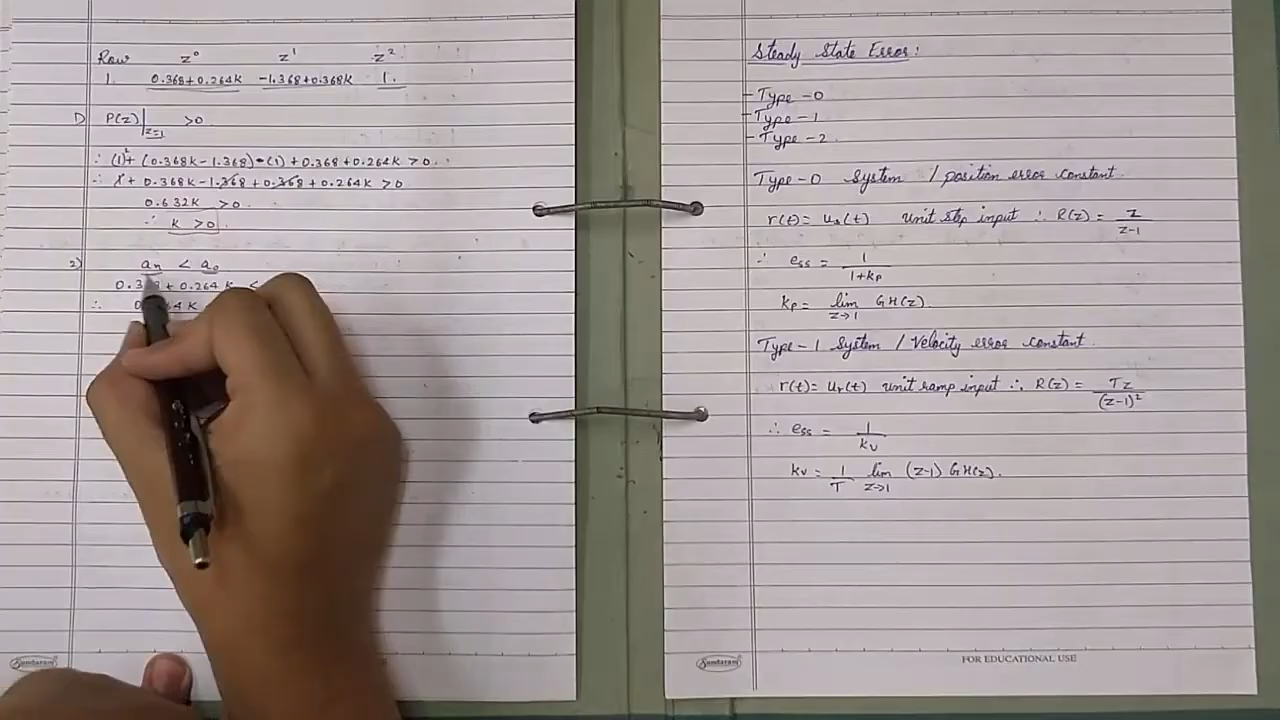 Row z⁰ z¹ z²
1. 0.368+0.264K -1.368+0.368K 1.
1) P(z)|z=1 >0
∴ (1)²+ (0.368K-1.368)•(1) + 0.368+0.264K >0.
∴ 1+ 0.368K-1.368+0.368+0.264K >0
0.632K >0.
∴ K >0.
2) an < a0
+ 0.264 K <
∴
Sundaram
Steady State Error:
- Type -0
- Type -1
- Type -2.
Type-0 system / position error constant.
r(t)= us(t) Unit step input ∴ R(z) = z/(z-1)
∴ ess = 1/(1+kp)
kp= lim z→1 GH(z).
Type-1 system / Velocity error constant.
r(t)= ur(t) unit ramp input ∴ R(z) = Tz/(z-1)²
∴ ess = 1/kv
kv = 1/T lim z→1 (z-1) GH(z).
Sundaram FOR EDUCATIONAL USE